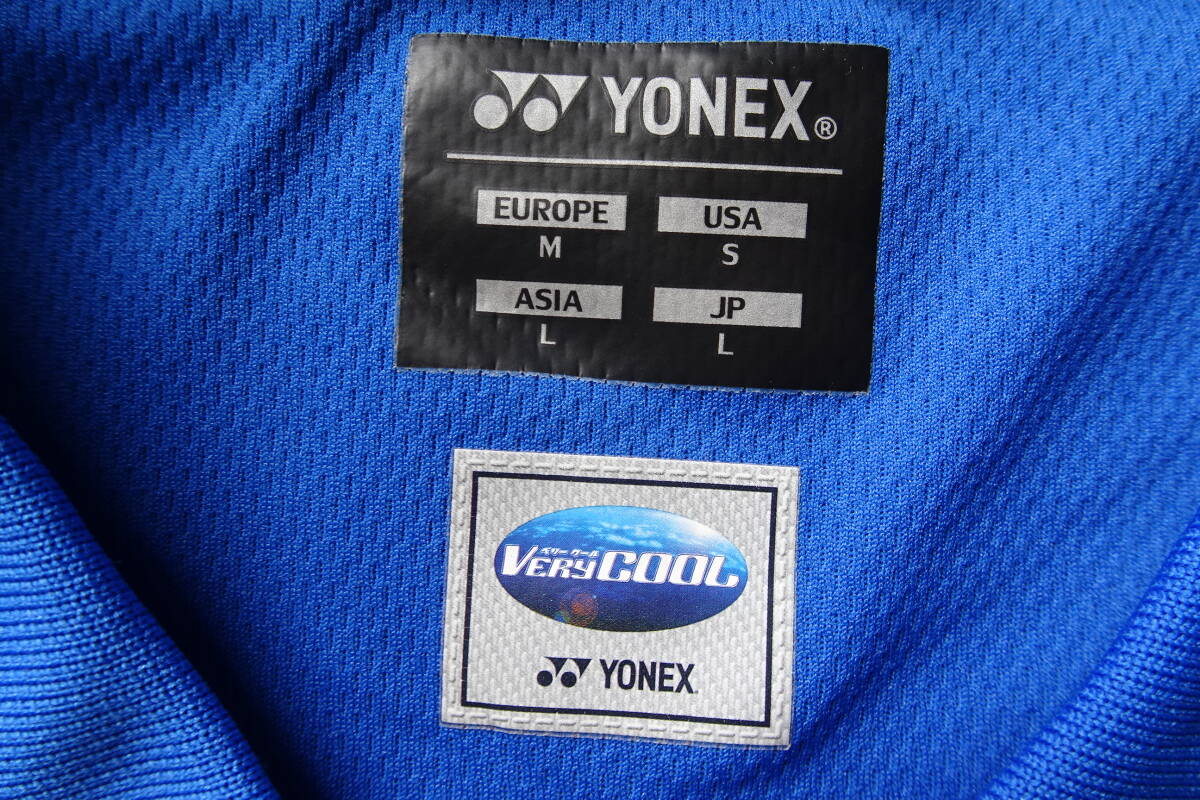 YONEX®
EUROPE USA
M S
ASIA JP
L L
ベリークール
VERYCOOL
YONEX